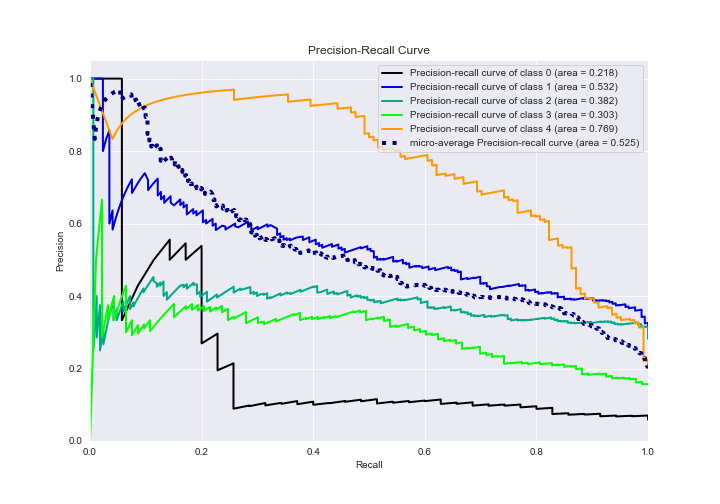 Precision-Recall Curve
Precision-recall curve of class 0 (area = 0.218)
Precision-recall curve of class 1 (area = 0.532)
Precision-recall curve of class 2 (area = 0.382)
Precision-recall curve of class 3 (area = 0.303)
Precision-recall curve of class 4 (area = 0.769)
micro-average Precision-recall curve (area = 0.525)
Precision
1.0
0.8
0.6
0.4
0.2
0.0
0.0 0.2 0.4 0.6 0.8 1.0
Recall